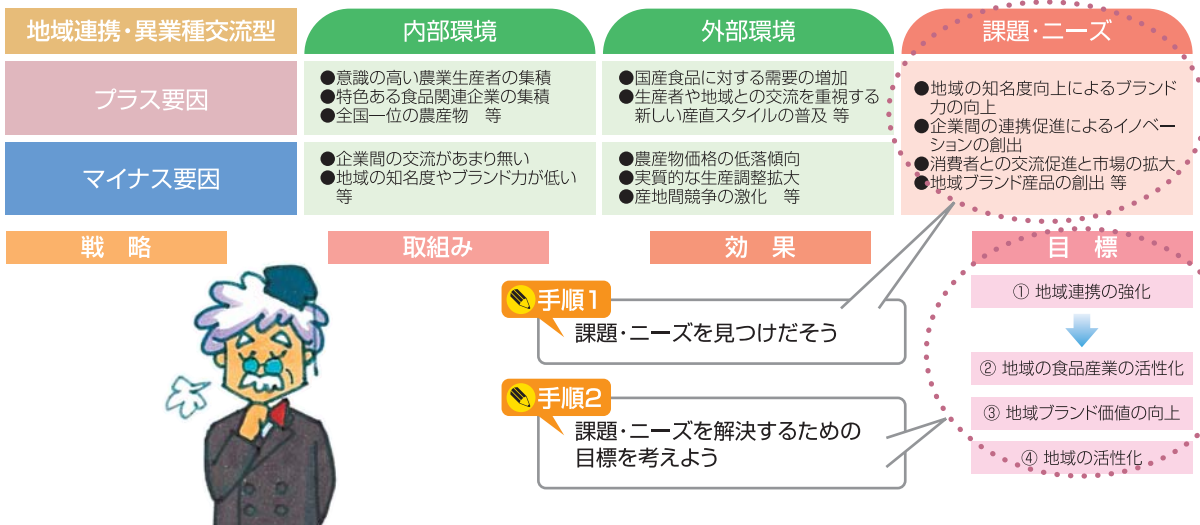 地域連携・異業種交流型
内部環境
外部環境
課題・ニーズ
プラス要因
●意識の高い農業生産者の集積
●特色ある食品関連企業の集積
●全国一位の農産物　等
●国産食品に対する需要の増加
●生産者や地域との交流を重視する
新しい産直スタイルの普及 等
●地域の知名度向上によるブランド
力の向上
●企業間の連携促進によるイノベー
ションの創出
●消費者との交流促進と市場の拡大
●地域ブランド産品の創出 等
マイナス要因
●企業間の交流があまり無い
●地域の知名度やブランド力が低い
等
●農産物価格の低落傾向
●実質的な生産調整拡大
●産地間競争の激化　等
戦　略
取組み
効　果
目　標
手順1
課題・ニーズを見つけだそう
手順2
課題・ニーズを解決するための
目標を考えよう
① 地域連携の強化
② 地域の食品産業の活性化
③ 地域ブランド価値の向上
④ 地域の活性化